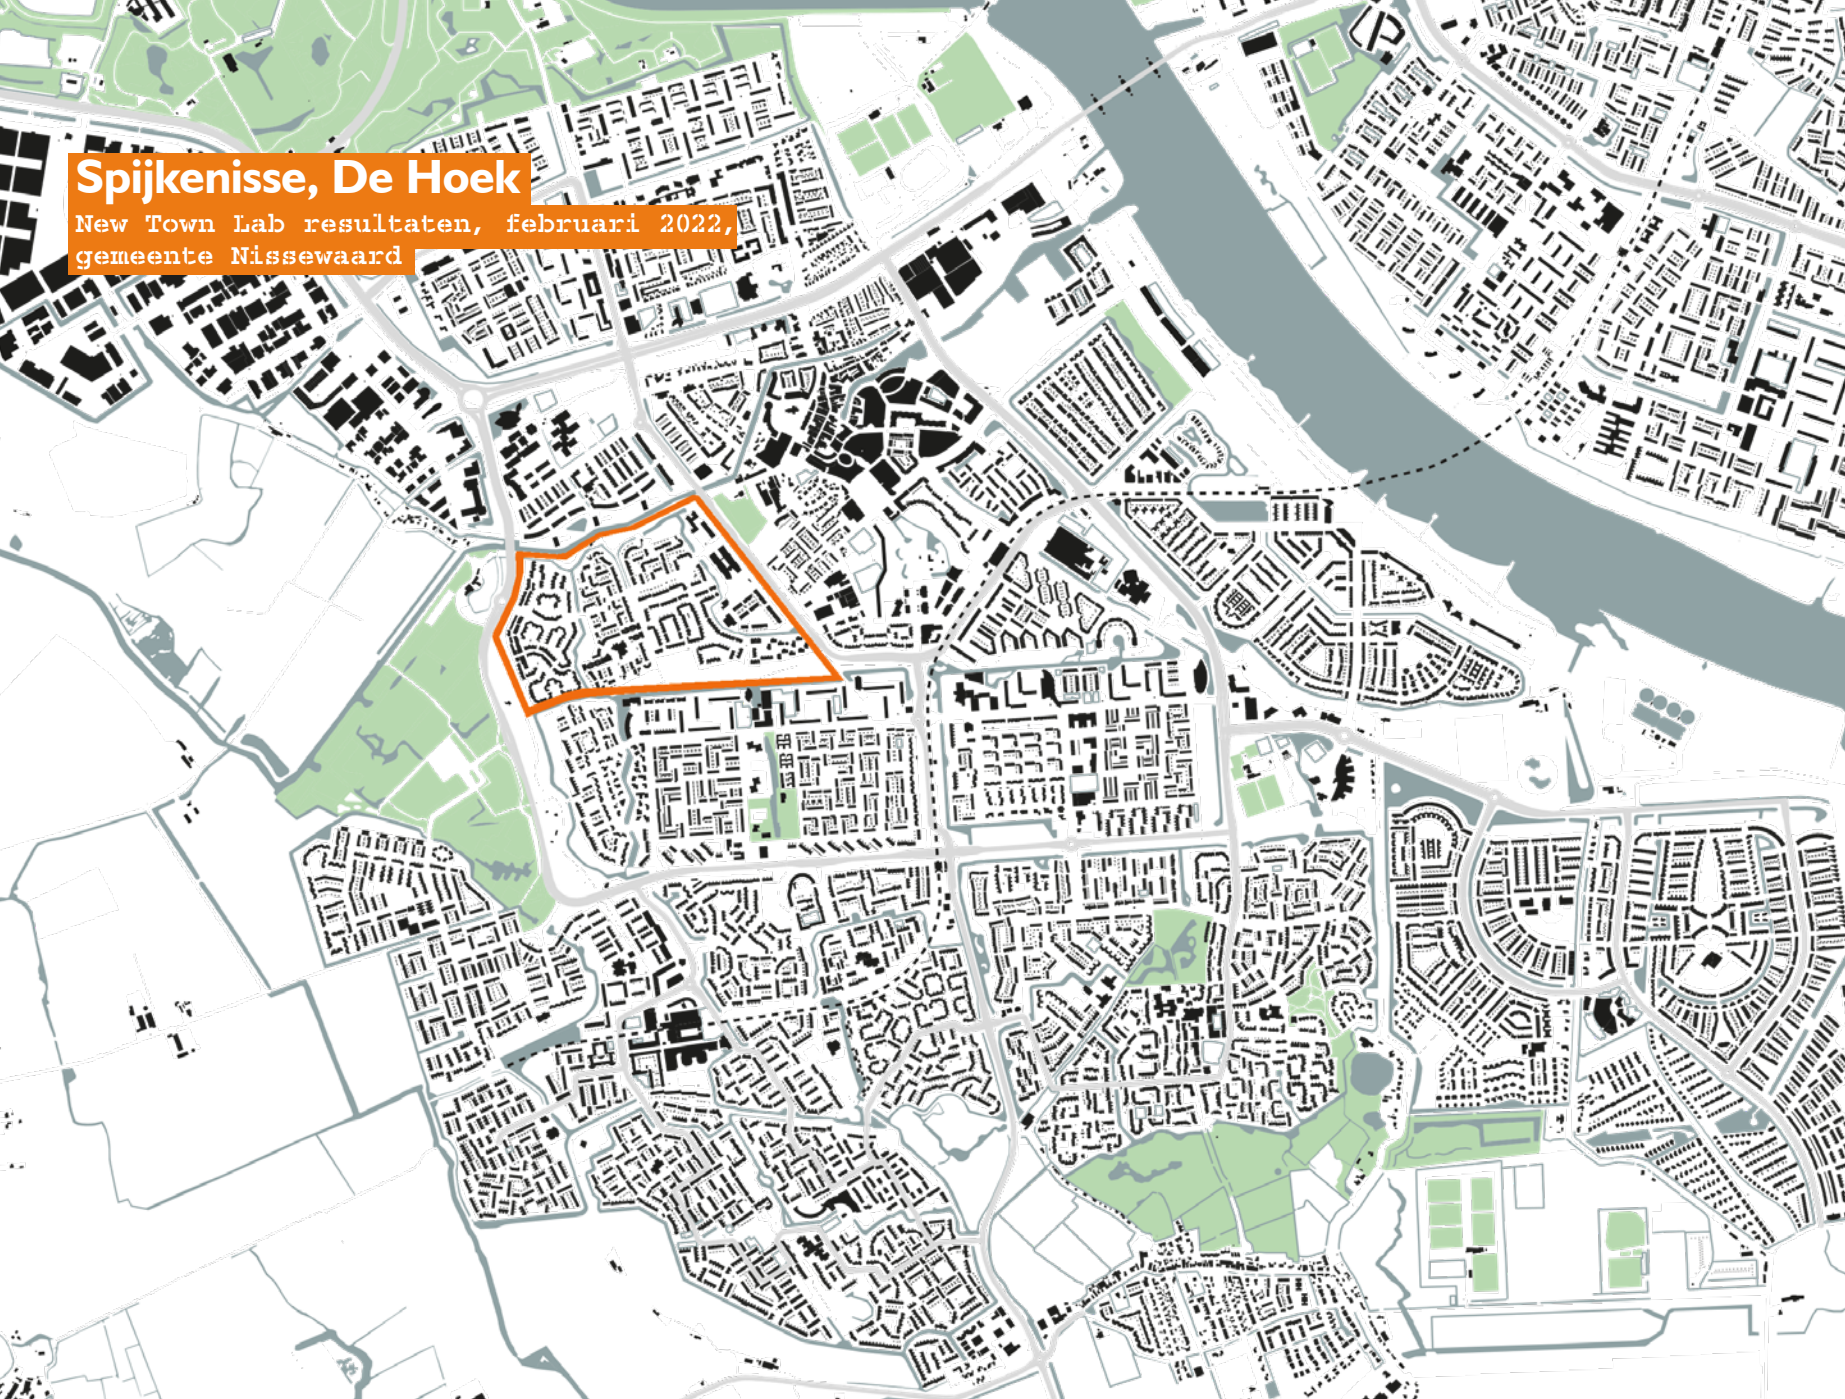 Spijkenisse, De Hoek
New Town Lab resultaten, februari 2022,
gemeente Nissewaard